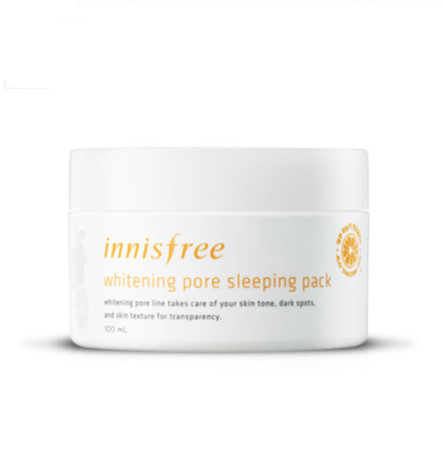 innisfree
whitening pore sleeping pack
whitening pore line takes care of your skin tone, dark spots,
and skin texture for transparency.
100 mL